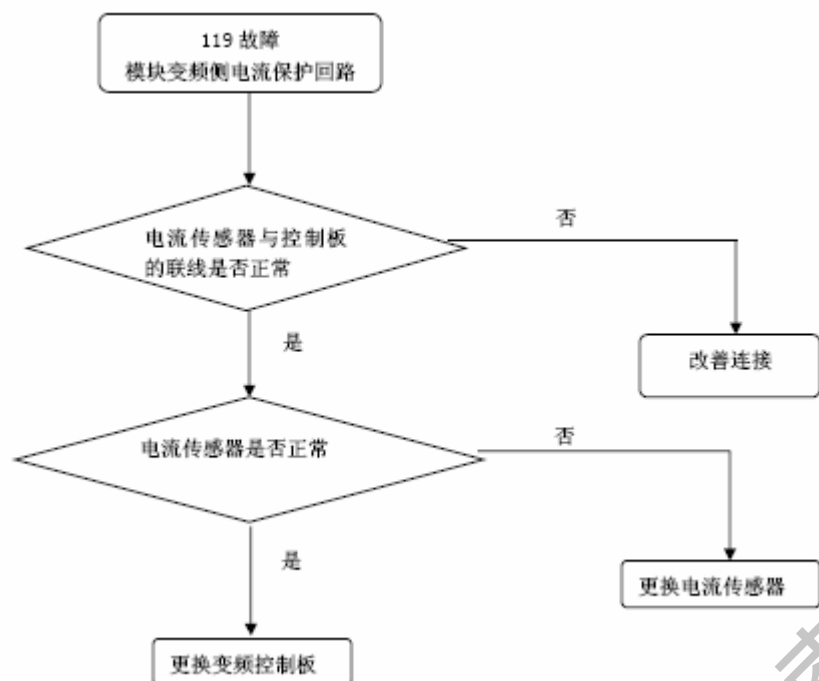 119 故障
模块变频侧电流保护回路
电流传感器与控制板
的联线是否正常
否
是
改善连接
电流传感器是否正常
否
是
更换电流传感器
更换变频控制板